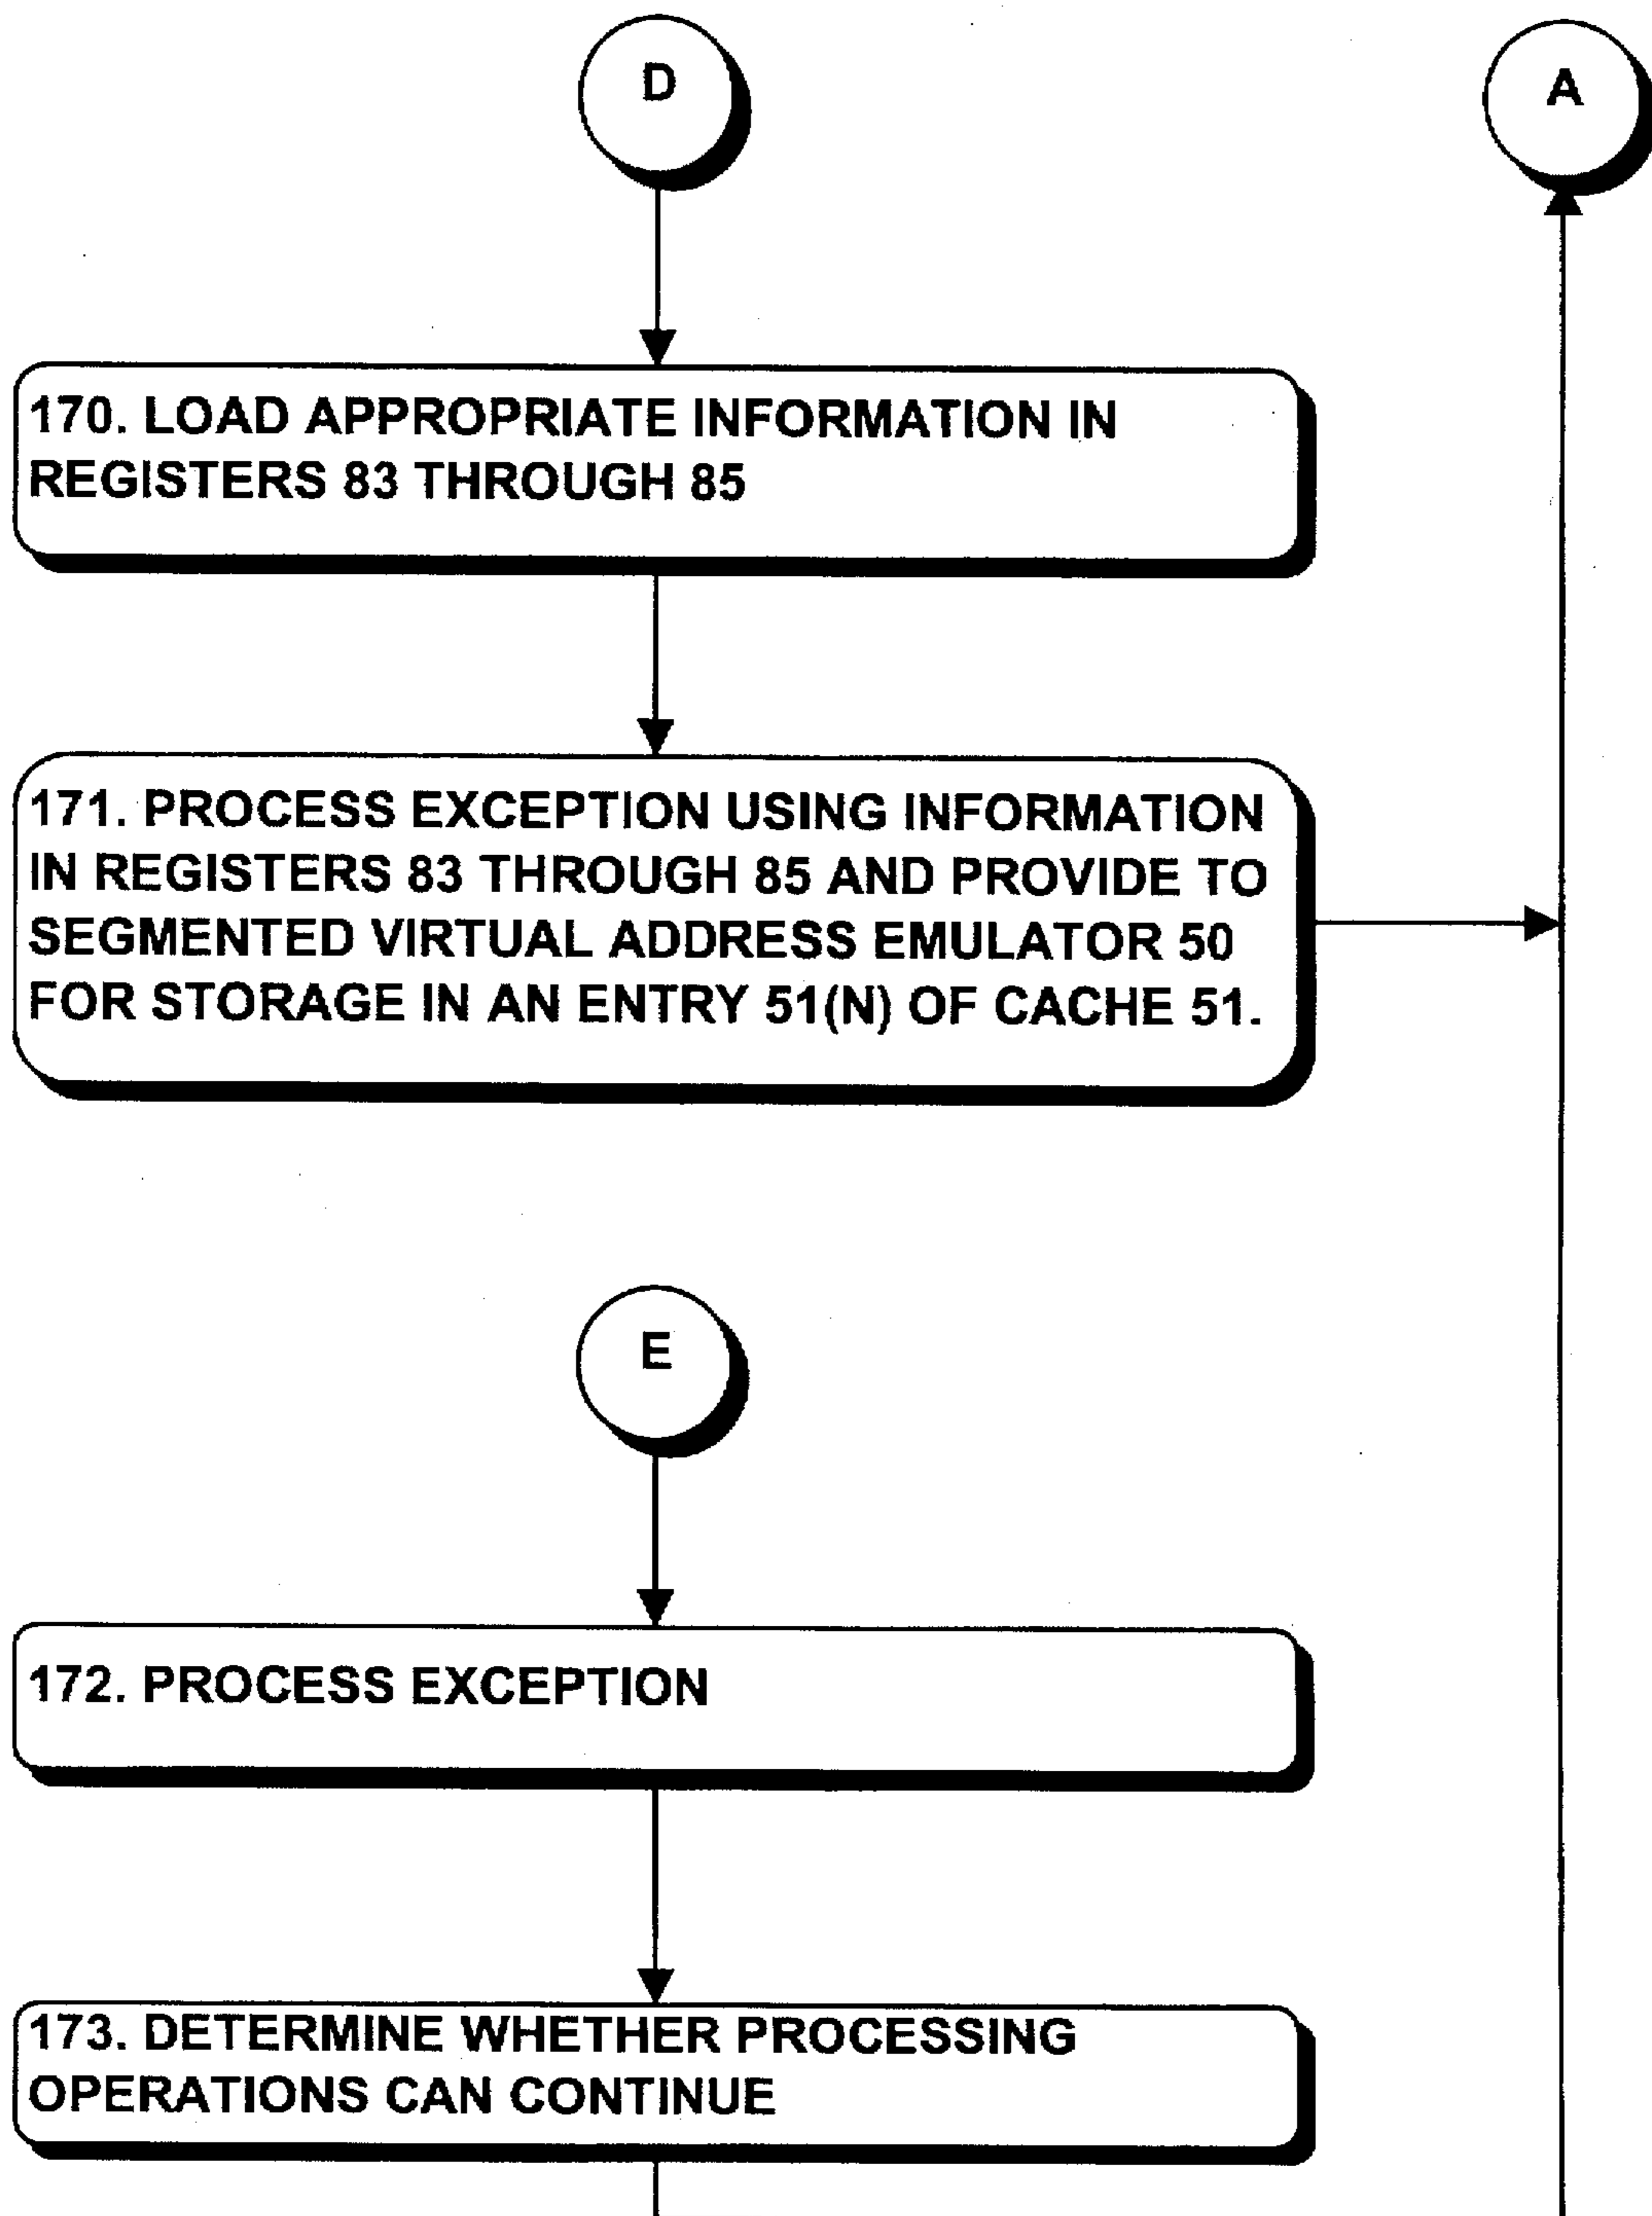 D
A
170. LOAD APPROPRIATE INFORMATION IN
REGISTERS 83 THROUGH 85
171. PROCESS EXCEPTION USING INFORMATION
IN REGISTERS 83 THROUGH 85 AND PROVIDE TO
SEGMENTED VIRTUAL ADDRESS EMULATOR 50
FOR STORAGE IN AN ENTRY 51(N) OF CACHE 51.
E
172. PROCESS EXCEPTION
173. DETERMINE WHETHER PROCESSING
OPERATIONS CAN CONTINUE